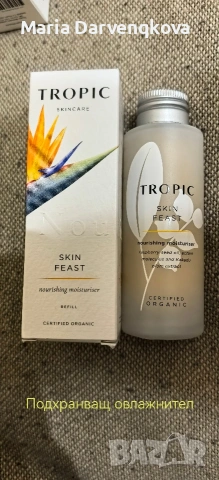 Maria Darvenqkova
TROPIC
SKINCARE
SKIN
FEAST
nourishing moisturiser
REFILL
CERTIFIED ORGANIC
TROPIC
SKIN
FEAST
nourishing moisturiser
CERTIFIED
ORGANIC
Подхранващ овлажнител
BAZAR